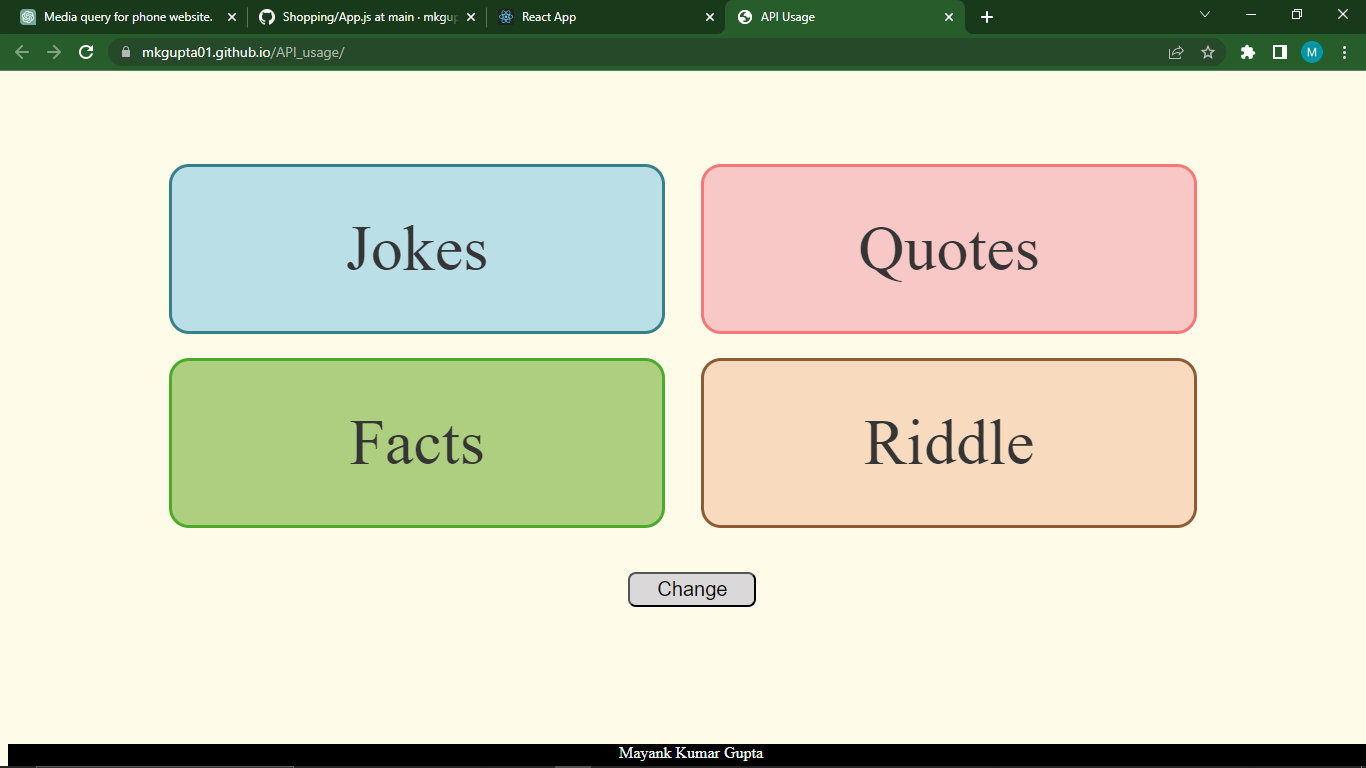 Media query for phone website.
Shopping/App.js at main · mkgup
React App
API Usage
mkgupta01.github.io/API_usage/
M
Jokes
Quotes
Facts
Riddle
Change
Mayank Kumar Gupta